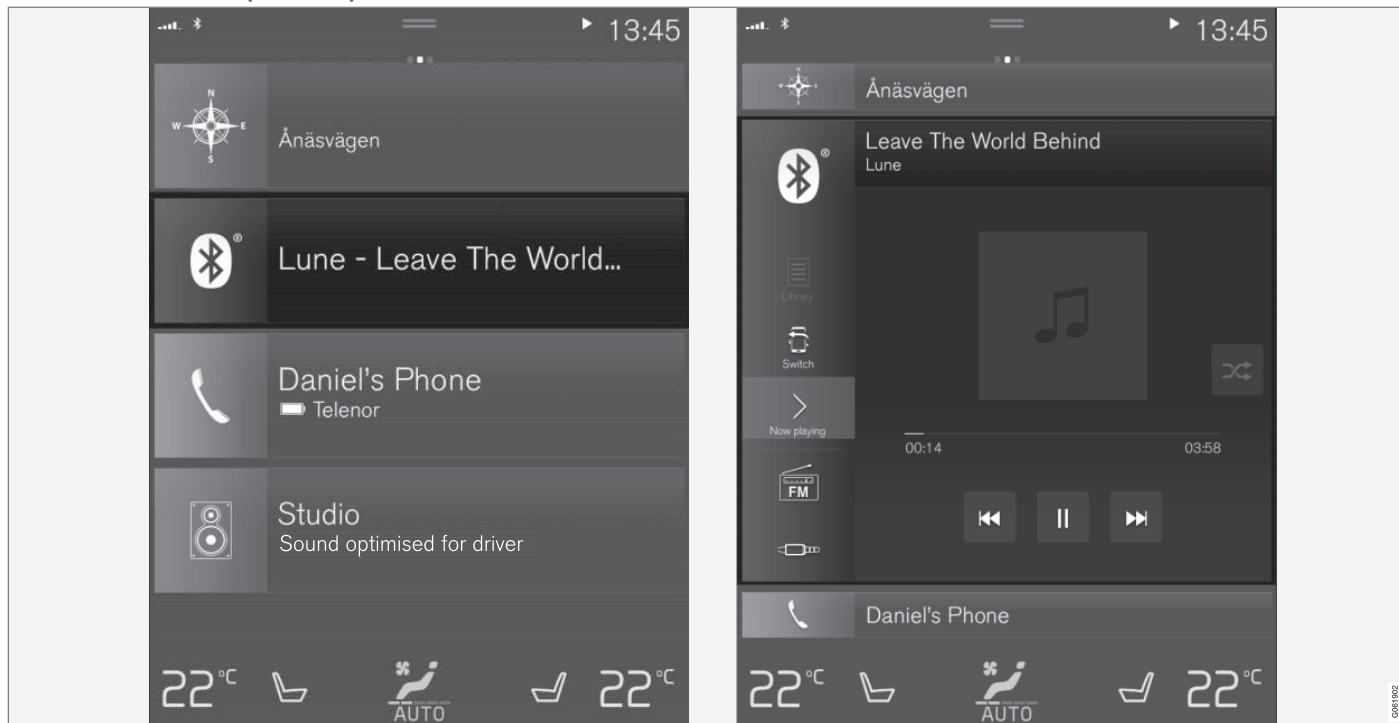 13:45
N
W E
S
Ånäsvägen
®
Lune - Leave The World...
Daniel's Phone
Telenor
Studio
Sound optimised for driver
22°C
AUTO
22°C
13:45
N
W E
S
Ånäsvägen
®
Leave The World Behind
Lune
Library
Switch
Now playing
00:14
03:58
FM
Daniel's Phone
22°C
AUTO
22°C
G061902